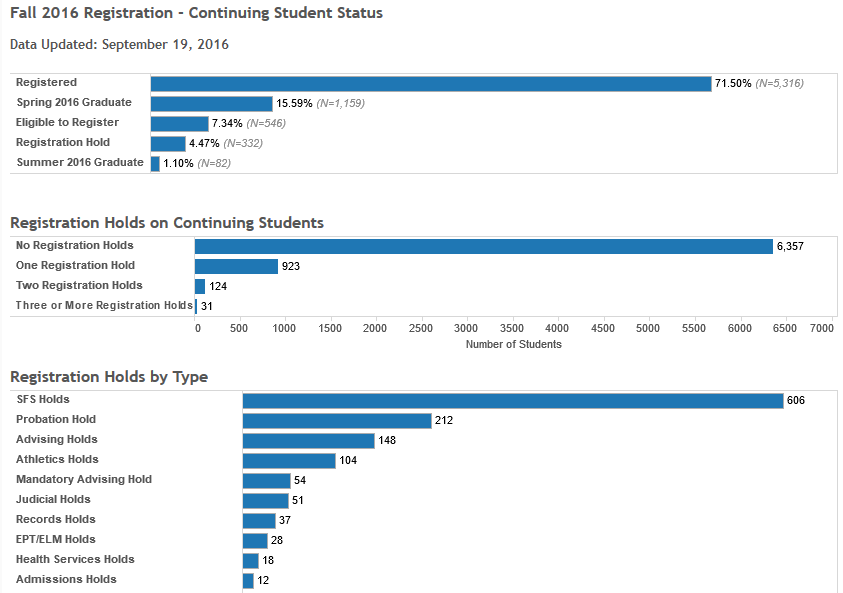 Fall 2016 Registration - Continuing Student Status
Data Updated: September 19, 2016
Registered 71.50% (N=5,316)
Spring 2016 Graduate 15.59% (N=1,159)
Eligible to Register 7.34% (N=546)
Registration Hold 4.47% (N=332)
Summer 2016 Graduate 1.10% (N=82)
Registration Holds on Continuing Students
No Registration Holds 6,357
One Registration Hold 923
Two Registration Holds 124
Three or More Registration Holds 31
0 500 1000 1500 2000 2500 3000 3500 4000 4500 5000 5500 6000 6500 7000
Number of Students
Registration Holds by Type
SFS Holds 606
Probation Hold 212
Advising Holds 148
Athletics Holds 104
Mandatory Advising Hold 54
Judicial Holds 51
Records Holds 37
EPT/ELM Holds 28
Health Services Holds 18
Admissions Holds 12